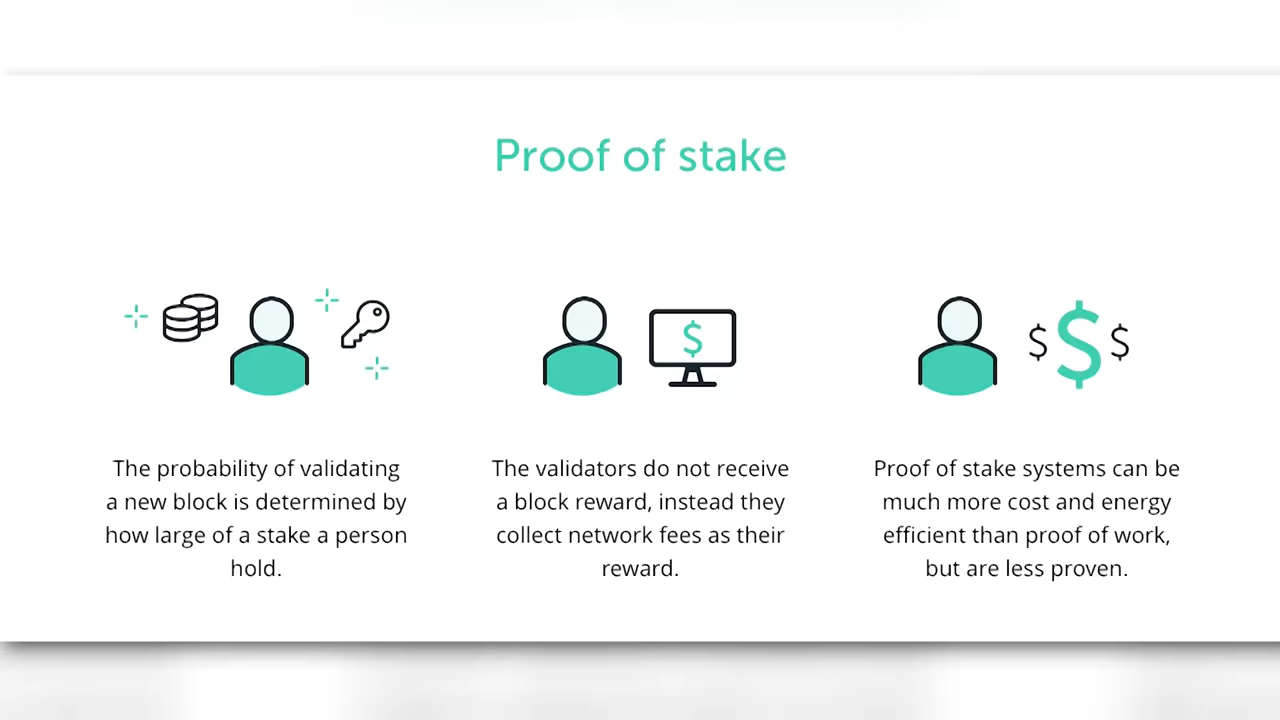 Proof of stake
The probability of validating
a new block is determined by
how large of a stake a person
hold.
The validators do not receive
a block reward, instead they
collect network fees as their
reward.
Proof of stake systems can be
much more cost and energy
efficient than proof of work,
but are less proven.